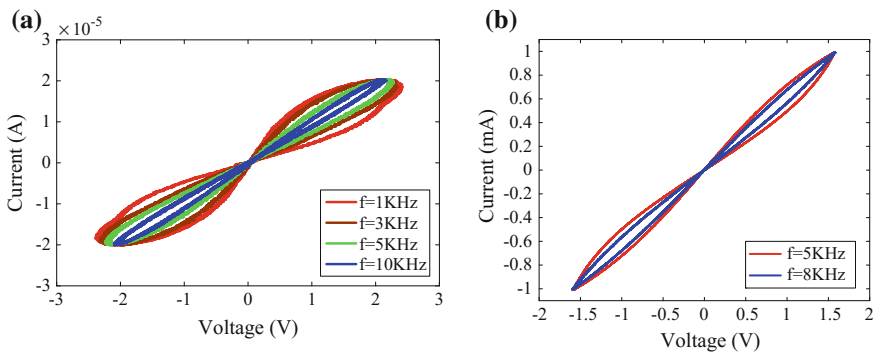 (a)
×10⁻⁵
3
2
1
0
-1
-2
-3
Current (A)
-3 -2 -1 0 1 2 3
Voltage (V)
f=1KHz
f=3KHz
f=5KHz
f=10KHz
(b)
1
0.8
0.6
0.4
0.2
0
-0.2
-0.4
-0.6
-0.8
-1
Current (mA)
-2 -1.5 -1 -0.5 0 0.5 1 1.5 2
Voltage (V)
f=5KHz
f=8KHz